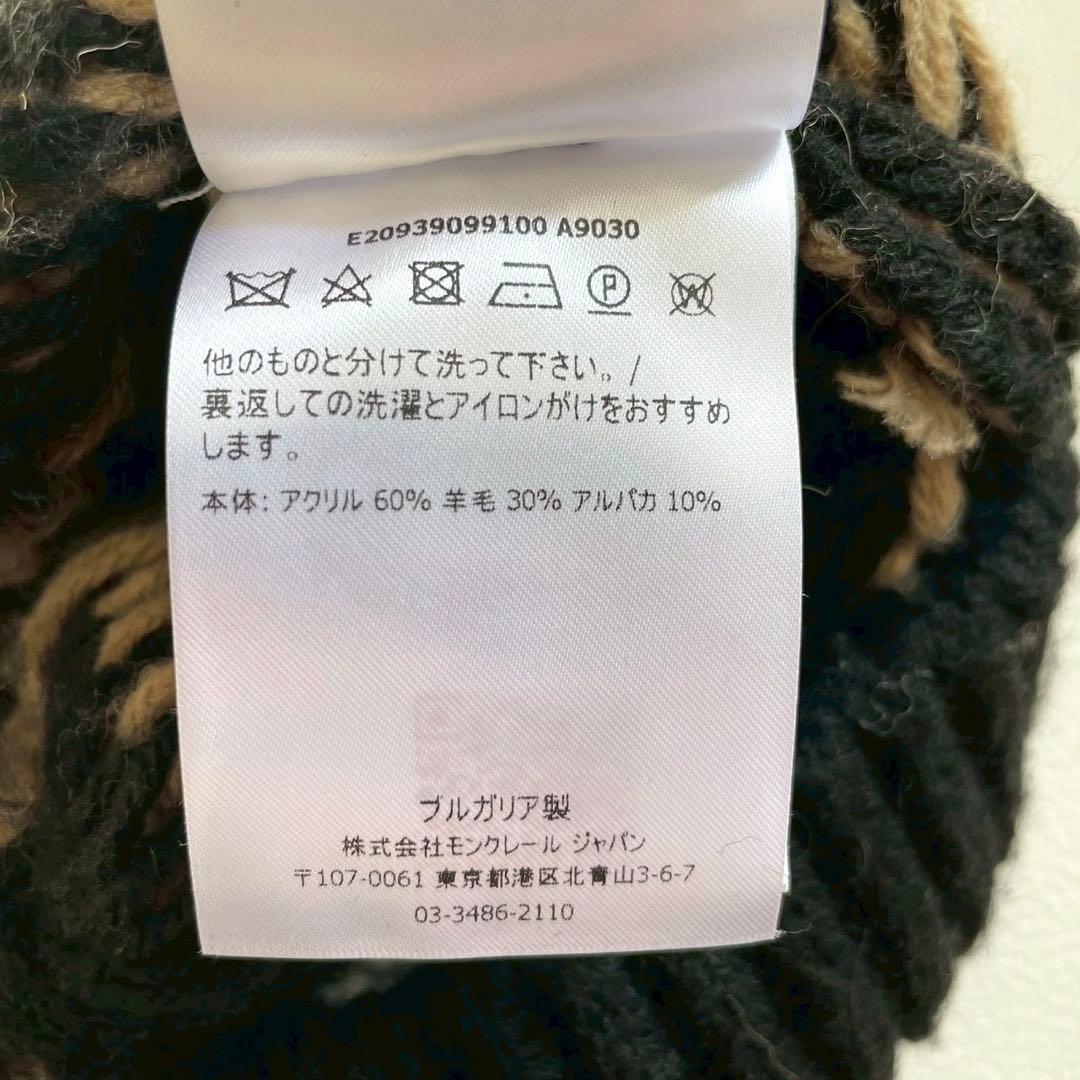 E20939099100 A9030
P
W
他のものと分けて洗って下さい。/
裏返しての洗濯とアイロンがけをおすすめ
します。
本体: アクリル 60% 羊毛 30% アルパカ 10%
ブルガリア製
株式会社モンクレール ジャパン
〒107-0061 東京都港区北青山3-6-7
03-3486-2110